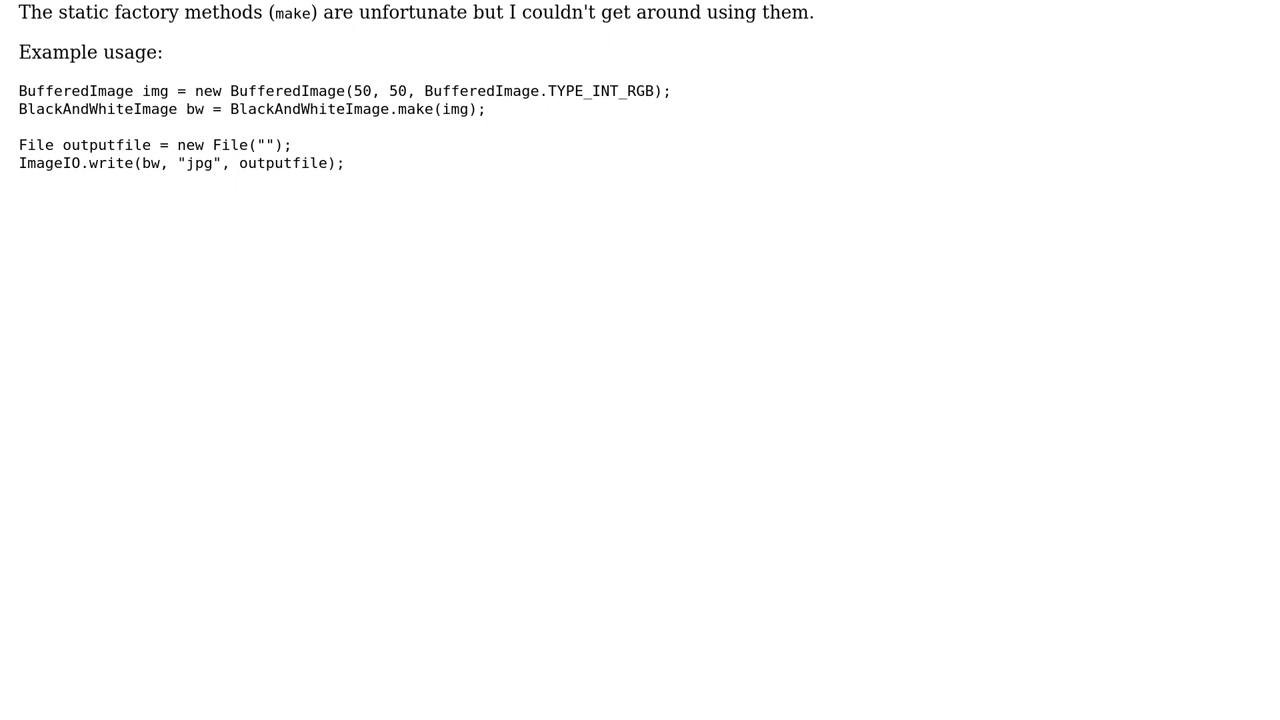 The static factory methods (make) are unfortunate but I couldn't get around using them.
Example usage:
BufferedImage img = new BufferedImage(50, 50, BufferedImage.TYPE_INT_RGB);
BlackAndWhiteImage bw = BlackAndWhiteImage.make(img);
File outputfile = new File("");
ImageIO.write(bw, "jpg", outputfile);